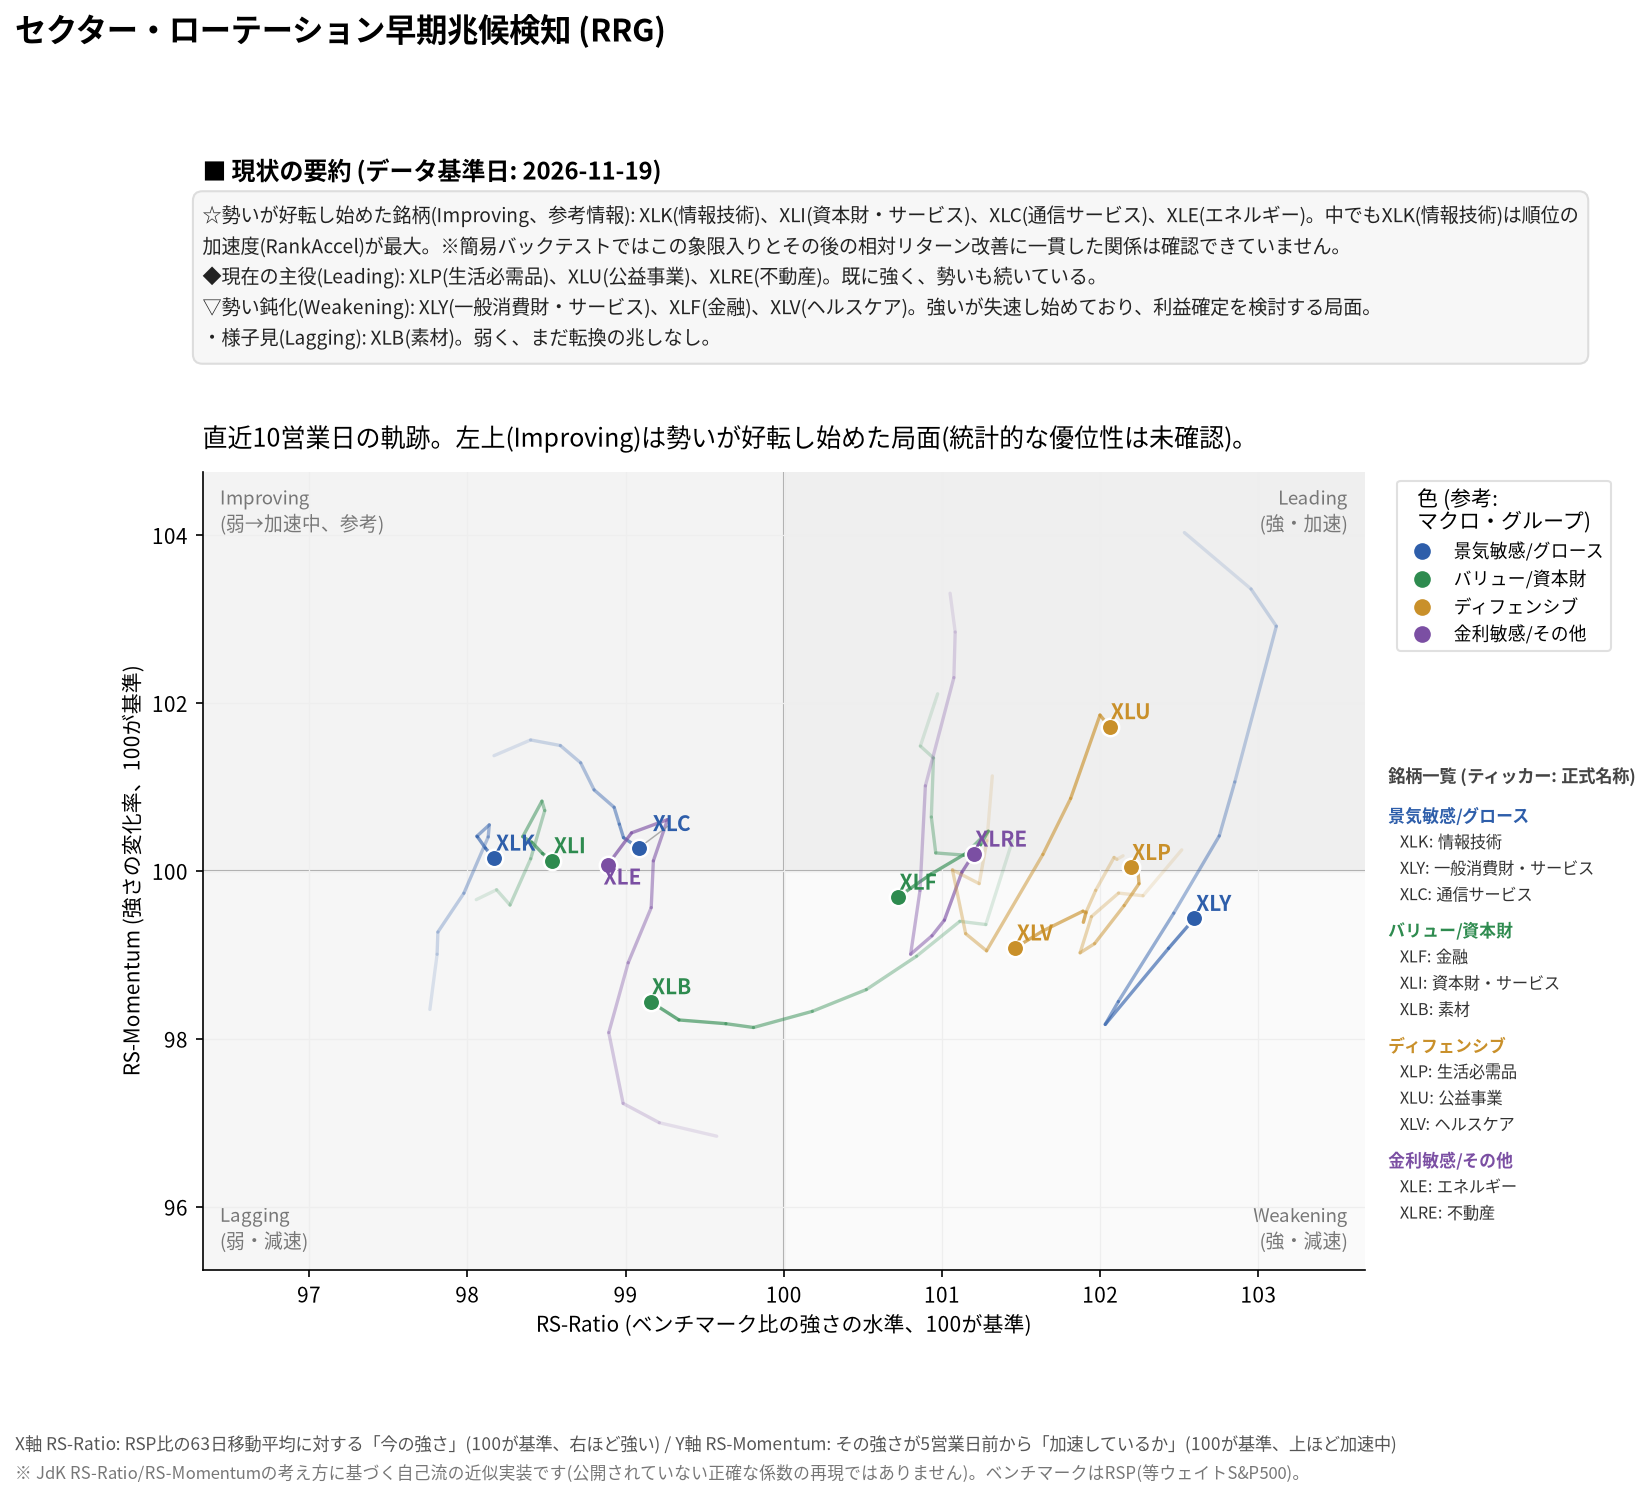 セクター・ローテーション早期兆候検知 (RRG)
■ 現状の要約 (データ基準日: 2026-11-19)
☆勢いが好転し始めた銘柄(Improving、参考情報): XLK(情報技術)、XLI(資本財・サービス)、XLC(通信サービス)、XLE(エネルギー)。中でもXLK(情報技術)は順位の
加速度(RankAccel)が最大。※簡易バックテストではこの象限入りとその後の相対リターン改善に一貫した関係は確認できていません。
◆現在の主役(Leading): XLP(生活必需品)、XLU(公益事業)、XLRE(不動産)。既に強く、勢いも続いている。
▽勢い鈍化(Weakening): XLY(一般消費財・サービス)、XLF(金融)、XLV(ヘルスケア)。強いが失速し始めており、利益確定を検討する局面。
・様子見(Lagging): XLB(素材)。弱く、まだ転換の兆しなし。
直近10営業日の軌跡。左上(Improving)は勢いが好転し始めた局面(統計的な優位性は未確認)。
Improving
(弱→加速中、参考)
Leading
(強・加速)
Lagging
(弱・減速)
Weakening
(強・減速)
XLU
XLC
XLK
XLI
XLRE
XLP
XLE
XLF
XLY
XLV
XLB
104
102
100
98
96
RS-Momentum (強さの変化率、100が基準)
97
98
99
100
101
102
103
RS-Ratio (ベンチマーク比の強さの水準、100が基準)
色 (参考:
マクロ・グループ)
景気敏感/グロース
バリュー/資本財
ディフェンシブ
金利敏感/その他
銘柄一覧 (ティッカー: 正式名称)
景気敏感/グロース
XLK: 情報技術
XLY: 一般消費財・サービス
XLC: 通信サービス
バリュー/資本財
XLF: 金融
XLI: 資本財・サービス
XLB: 素材
ディフェンシブ
XLP: 生活必需品
XLU: 公益事業
XLV: ヘルスケア
金利敏感/その他
XLE: エネルギー
XLRE: 不動産
X軸 RS-Ratio: RSP比の63日移動平均に対する「今の強さ」(100が基準、右ほど強い) / Y軸 RS-Momentum: その強さが5営業日前から「加速しているか」(100が基準、上ほど加速中)
※ JdK RS-Ratio/RS-Momentumの考え方に基づく自己流の近似実装です(公開されていない正確な係数の再現ではありません)。ベンチマークはRSP(等ウェイトS&P500)。